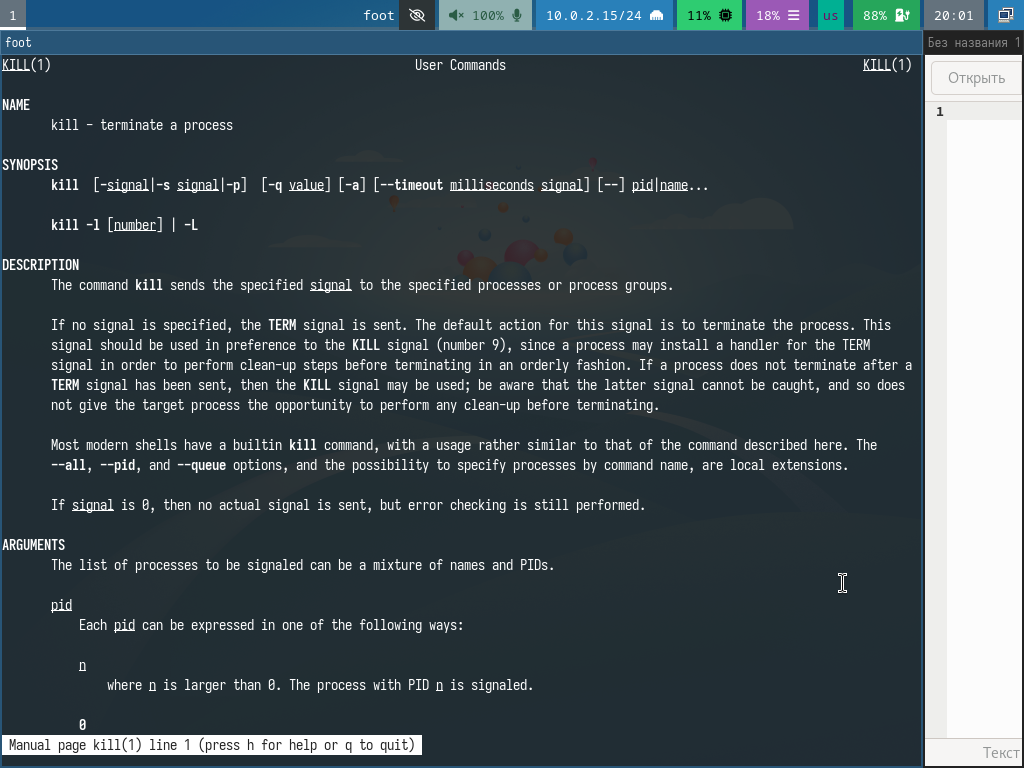 1 foot 100% 10.0.2.15/24 11% 18% us 88% 20:01
foot Без названия 1
KILL(1) User Commands KILL(1)
Открыть
NAME
1
kill - terminate a process
SYNOPSIS
kill [-signal|-s signal|-p] [-q value] [-a] [--timeout milliseconds signal] [--] pid|name...
kill -l [number] | -L
DESCRIPTION
The command kill sends the specified signal to the specified processes or process groups.
If no signal is specified, the TERM signal is sent. The default action for this signal is to terminate the process. This
signal should be used in preference to the KILL signal (number 9), since a process may install a handler for the TERM
signal in order to perform clean-up steps before terminating in an orderly fashion. If a process does not terminate after a
TERM signal has been sent, then the KILL signal may be used; be aware that the latter signal cannot be caught, and so does
not give the target process the opportunity to perform any clean-up before terminating.
Most modern shells have a builtin kill command, with a usage rather similar to that of the command described here. The
--all, --pid, and --queue options, and the possibility to specify processes by command name, are local extensions.
If signal is 0, then no actual signal is sent, but error checking is still performed.
ARGUMENTS
The list of processes to be signaled can be a mixture of names and PIDs.
pid
Each pid can be expressed in one of the following ways:
n
where n is larger than 0. The process with PID n is signaled.
0
Manual page kill(1) line 1 (press h for help or q to quit)
Текст